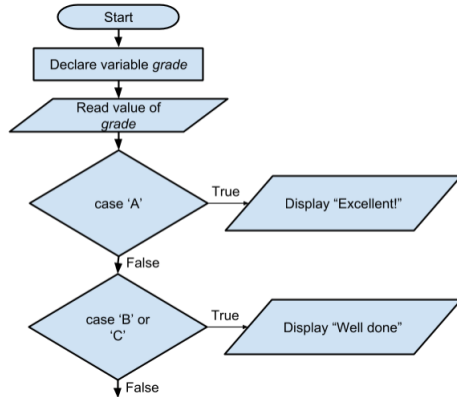 Start
Declare variable grade
Read value of
grade
case ‘A’
True
Display “Excellent!”
False
case ‘B’ or
‘C’
True
Display “Well done”
False